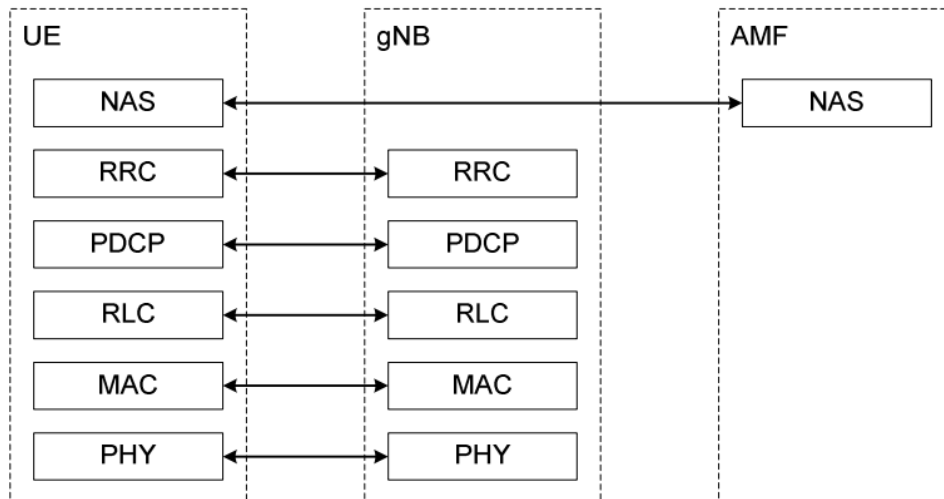 UE gNB AMF
NAS NAS
RRC RRC
PDCP PDCP
RLC RLC
MAC MAC
PHY PHY